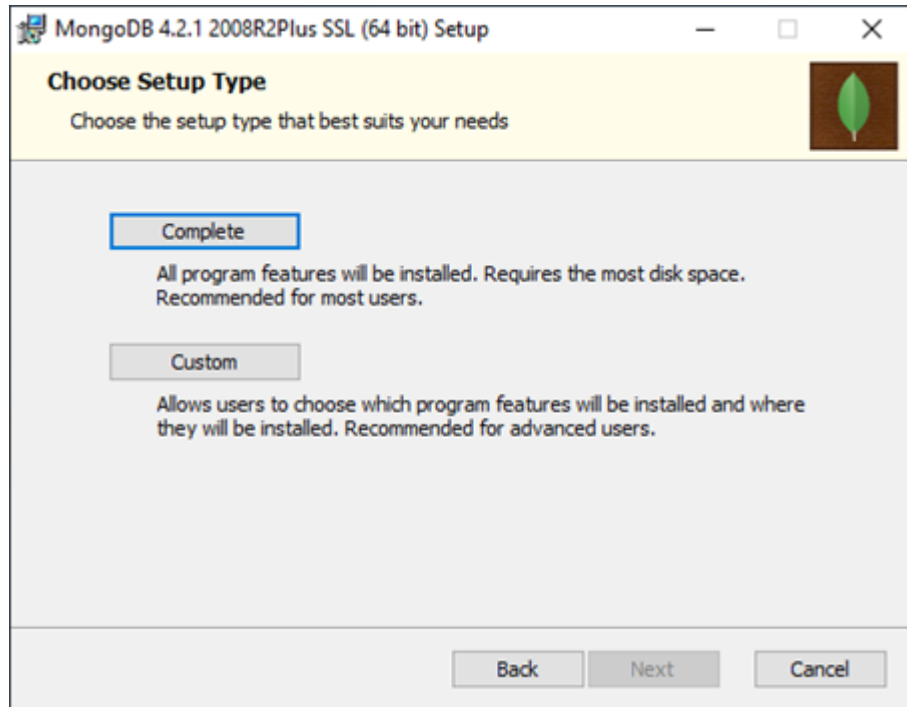 MongoDB 4.2.1 2008R2Plus SSL (64 bit) Setup
Choose Setup Type
Choose the setup type that best suits your needs
Complete
All program features will be installed. Requires the most disk space.
Recommended for most users.
Custom
Allows users to choose which program features will be installed and where
they will be installed. Recommended for advanced users.
Back
Next
Cancel